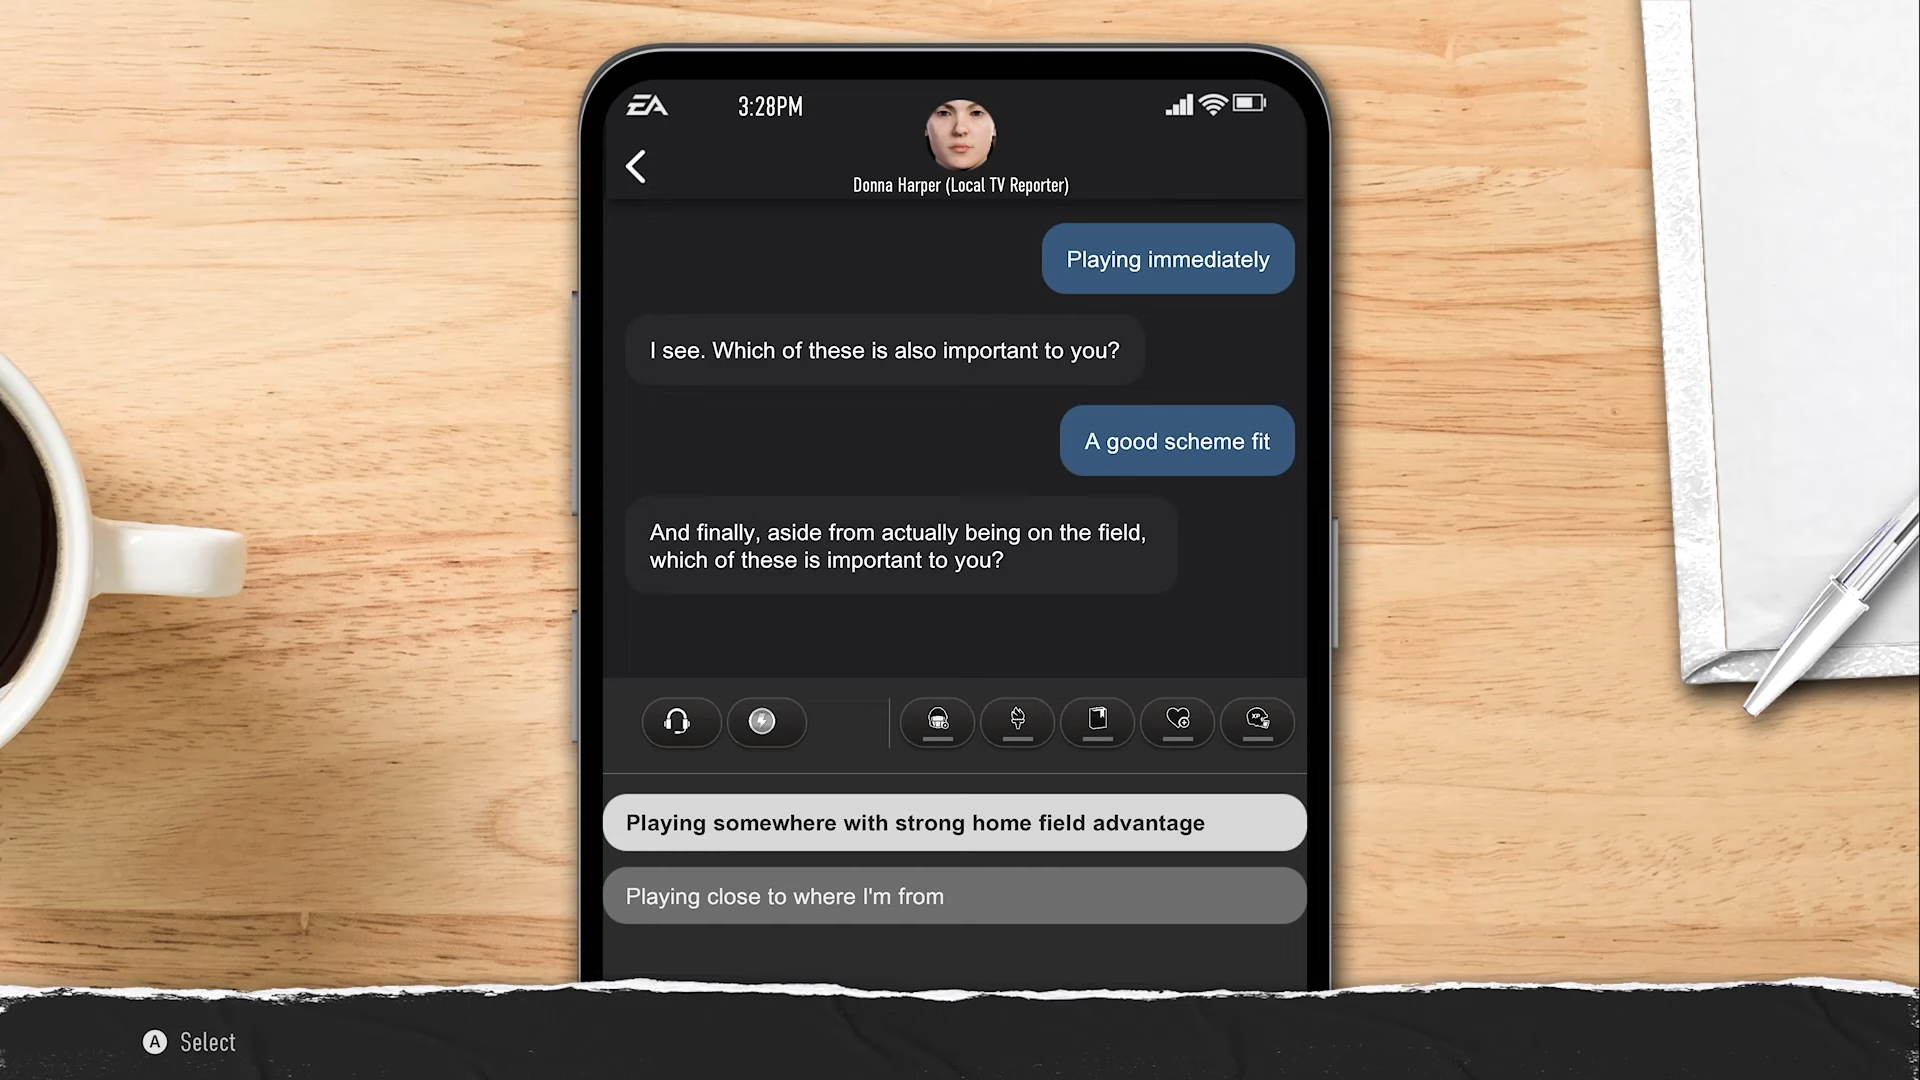 EA
3:28PM
Donna Harper (Local TV Reporter)
Playing immediately
I see. Which of these is also important to you?
A good scheme fit
And finally, aside from actually being on the field,
which of these is important to you?
XP
Playing somewhere with strong home field advantage
Playing close to where I'm from
A Select